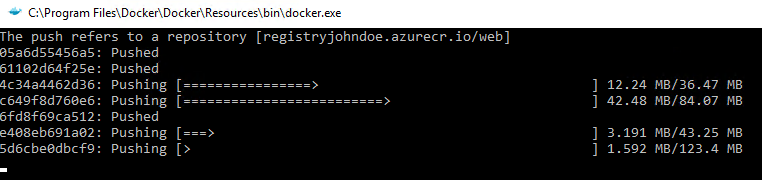 C:\Program Files\Docker\Docker\Resources\bin\docker.exe
The push refers to a repository [registryjohndoe.azurecr.io/web]
05a6d55456a5: Pushed
61102d64f25e: Pushed
4c34a4462d36: Pushing [================>                                  ] 12.24 MB/36.47 MB
c649f8d760e6: Pushing [=========================>                         ] 42.48 MB/84.07 MB
6fd8f69ca512: Pushed
e408eb691a02: Pushing [===>                                               ] 3.191 MB/43.25 MB
5d6cbe0dbcf9: Pushing [>                                                  ] 1.592 MB/123.4 MB